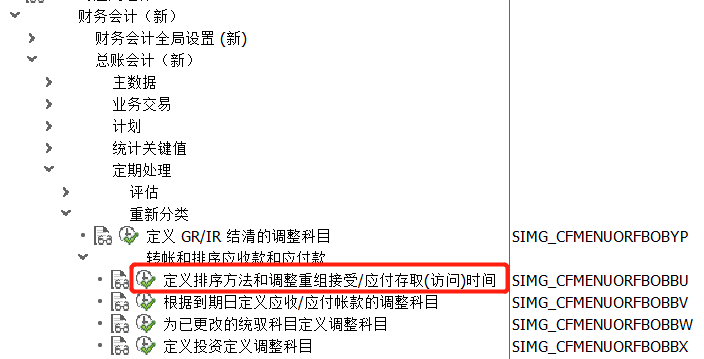 财务会计（新）
财务会计全局设置 (新)
总账会计（新）
主数据
业务交易
计划
统计关键值
定期处理
评估
重新分类
定义 GR/IR 结清的调整科目 SIMG_CFMENUORFBOBYP
转帐和排序应收款和应付款
定义排序方法和调整重组接受/应付存取(访问)时间 SIMG_CFMENUORFBOBBU
根据到期日定义应收/应付帐款的调整科目 SIMG_CFMENUORFBOBBV
为已更改的统驭科目定义调整科目 SIMG_CFMENUORFBOBBW
定义投资定义调整科目 SIMG_CFMENUORFBOBBX